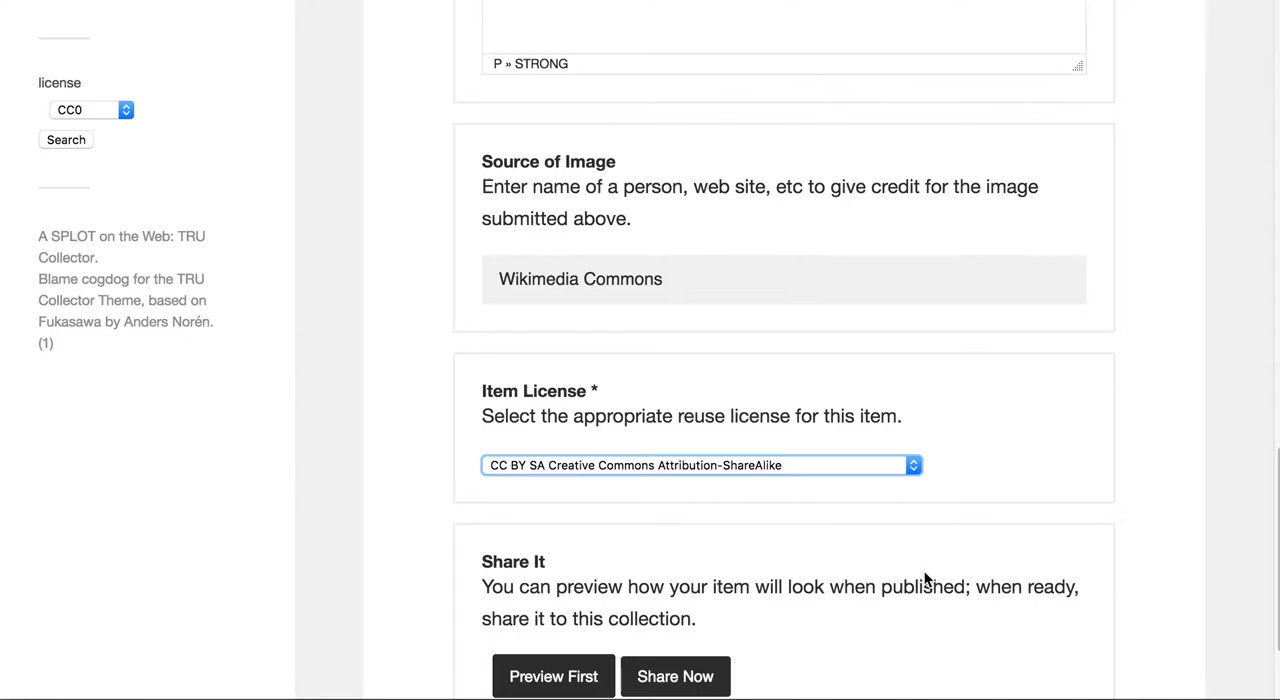 license
CC0
Search
A SPLOT on the Web: TRU
Collector.
Blame cogdog for the TRU
Collector Theme, based on
Fukasawa by Anders Norén.
(1)
P » STRONG
Source of Image
Enter name of a person, web site, etc to give credit for the image
submitted above.
Wikimedia Commons
Item License *
Select the appropriate reuse license for this item.
CC BY SA Creative Commons Attribution-ShareAlike
Share It
You can preview how your item will look when published; when ready,
share it to this collection.
Preview First
Share Now